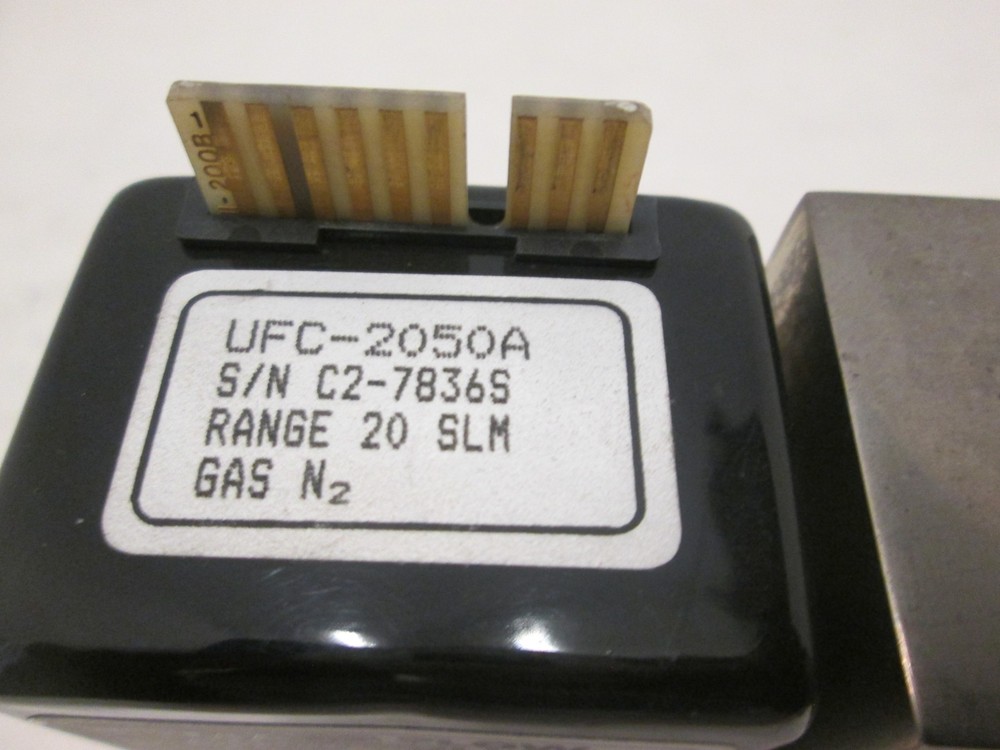 UFC-2050A
S/N C2-7836S
RANGE 20 SLM
GAS N₂